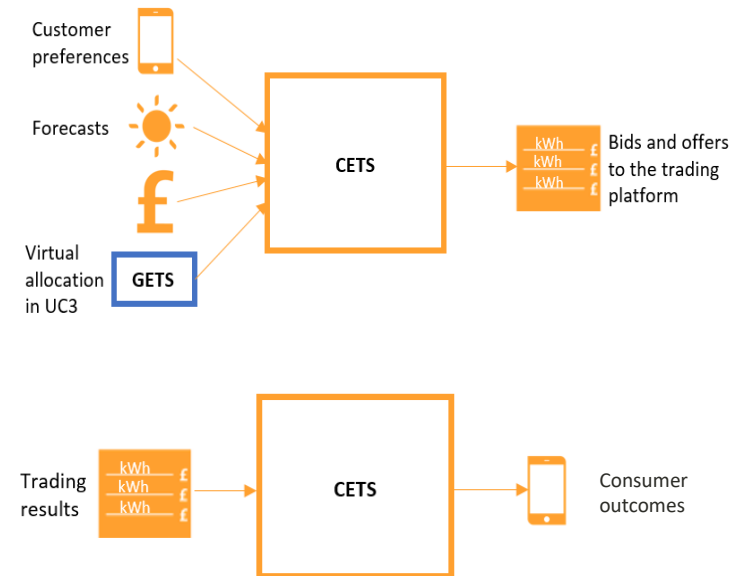 Customer
preferences
Forecasts
£
Virtual
allocation
in UC3
GETS
CETS
kWh £
kWh £
kWh £
Bids and offers
to the trading
platform
Trading
results
kWh £
kWh £
kWh £
CETS
Consumer
outcomes